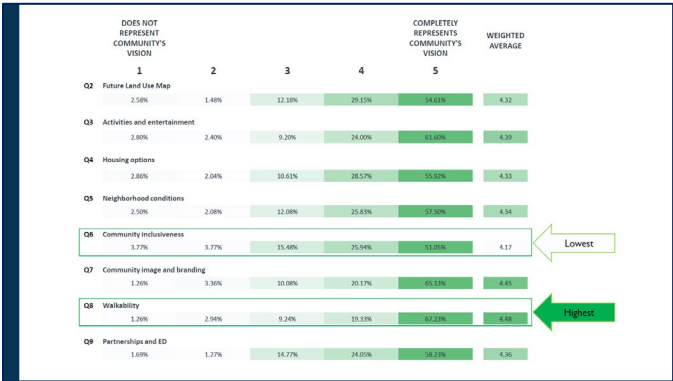 DOES NOT REPRESENT COMMUNITY'S VISION
COMPLETELY REPRESENTS COMMUNITY'S VISION
WEIGHTED AVERAGE
1 2 3 4 5
Q2 Future Land Use Map
2.58% 1.48% 12.18% 29.15% 54.61% 4.32
Q3 Activities and entertainment
2.80% 2.40% 9.20% 24.00% 61.60% 4.39
Q4 Housing options
2.86% 2.04% 10.61% 28.57% 55.92% 4.33
Q5 Neighborhood conditions
2.50% 2.08% 12.08% 25.83% 57.50% 4.34
Q6 Community inclusiveness
3.77% 3.77% 15.48% 25.94% 51.05% 4.17
Lowest
Q7 Community image and branding
1.26% 3.36% 10.08% 20.17% 65.13% 4.45
Q8 Walkability
1.26% 2.94% 9.24% 19.33% 67.23% 4.48
Highest
Q9 Partnerships and ED
1.69% 1.27% 14.77% 24.05% 58.23% 4.36